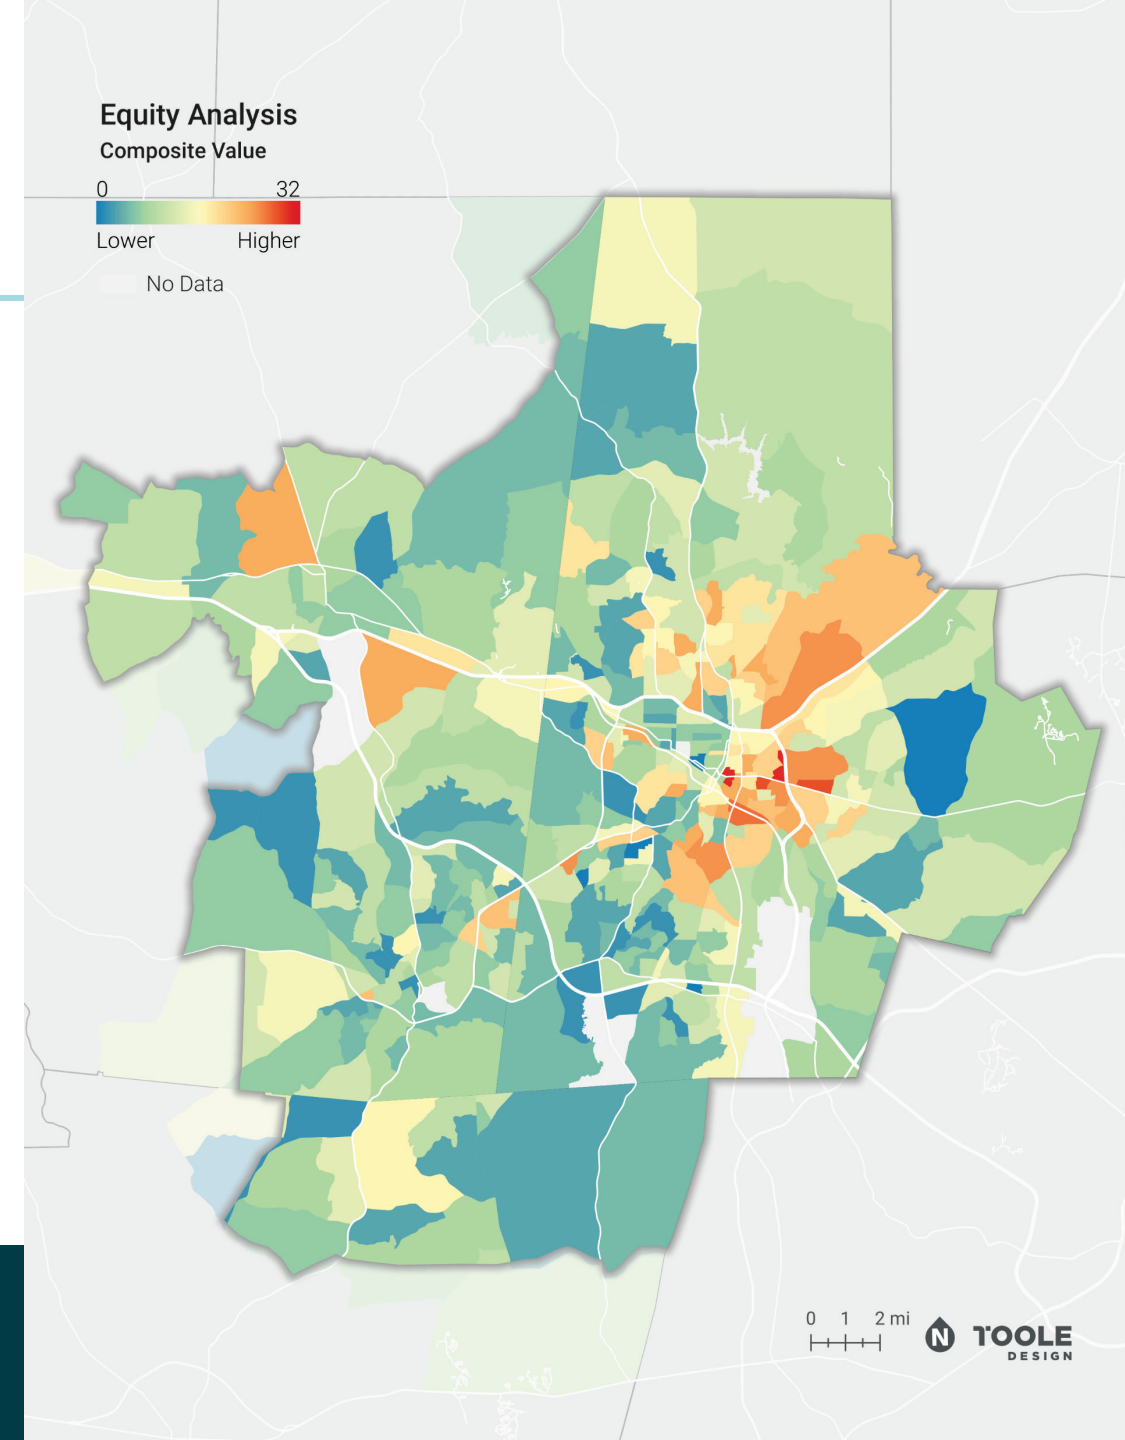 Equity Analysis
Composite Value
0 32
Lower Higher
No Data
0 1 2 mi
N
TOOLE
DESIGN